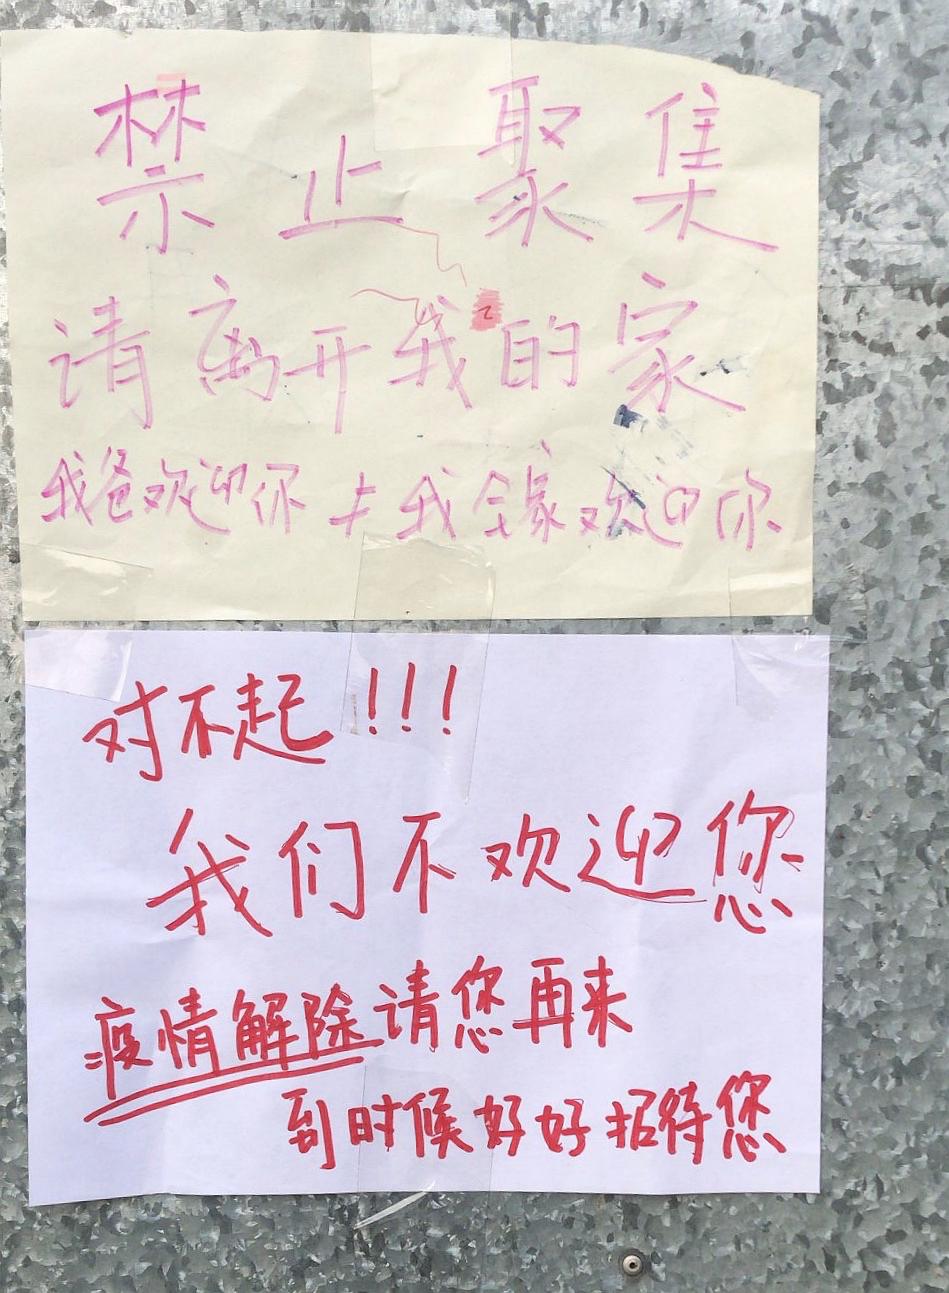 禁止聚集
请离开我的家
我爸欢迎你≠我全家欢迎你
对不起!!!
我们不欢迎您
疫情解除请您再来
到时候好好招待您